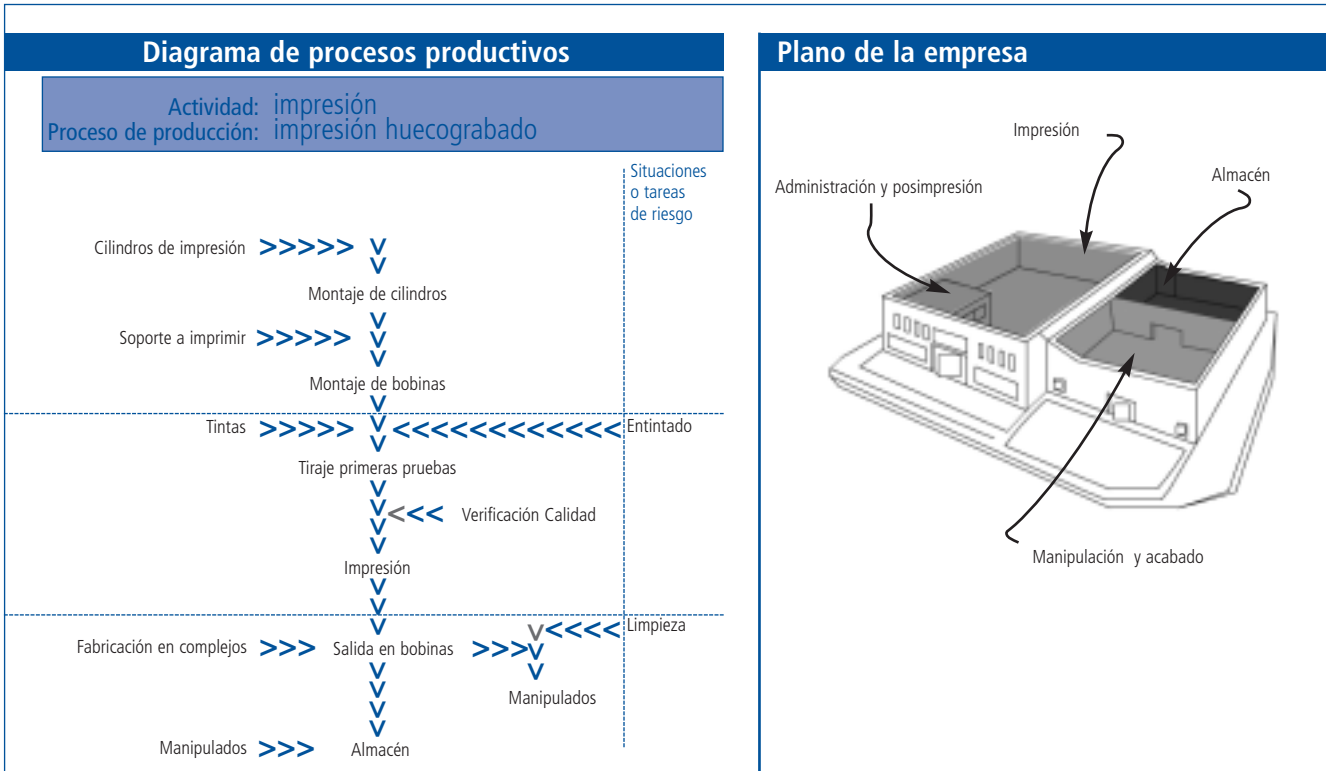 Diagrama de procesos productivos
Actividad: impresión
Proceso de producción: impresión huecograbado
Situaciones
o tareas
de riesgo
Cilindros de impresión >>>>>
Montaje de cilindros
Soporte a imprimir >>>>>
Montaje de bobinas
Tintas >>>>> <<<<<<<<<<<< Entintado
Tiraje primeras pruebas
<<< Verificación Calidad
Impresión
<<<< Limpieza
Fabricación en complejos >>> Salida en bobinas >>>
Manipulados
Manipulados >>> Almacén
Plano de la empresa
Impresión
Almacén
Administración y posimpresión
Manipulación y acabado